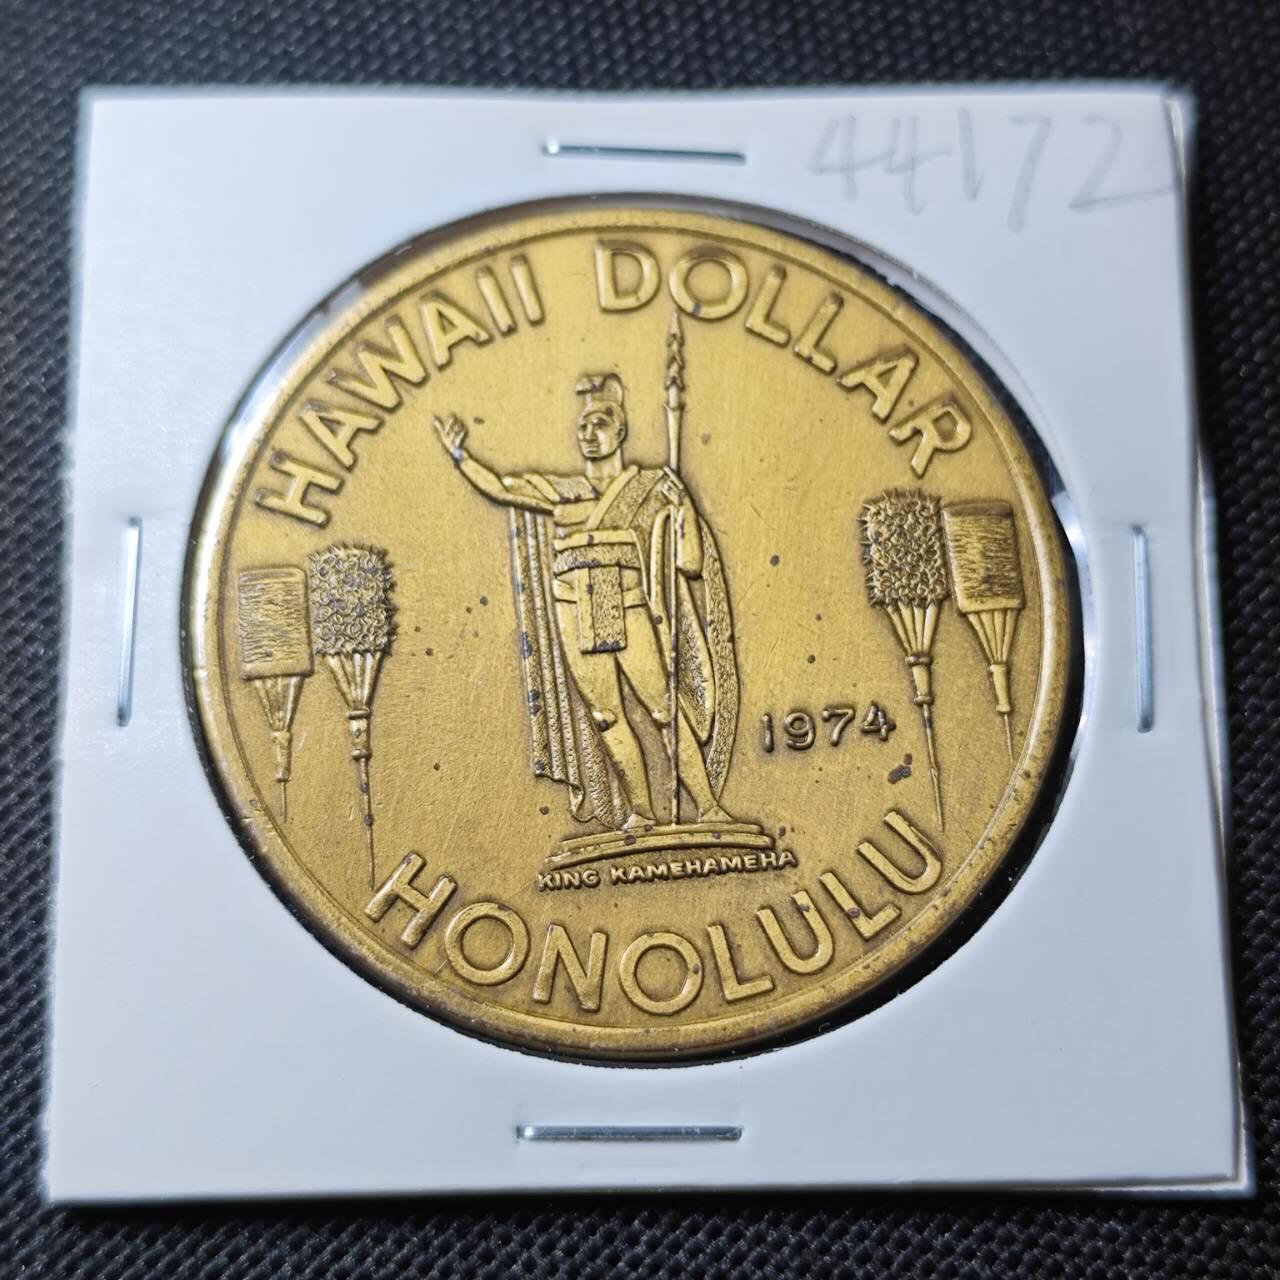 44172
HAWAII DOLLAR
1974
KING KAMEHAMEHA
HONOLULU